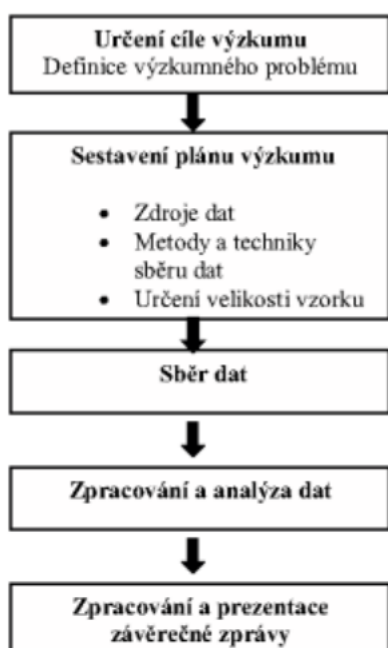 Určení cíle výzkumu
Definice výzkumného problému
Sestavení plánu výzkumu
• Zdroje dat
• Metody a techniky
sběru dat
• Určení velikosti vzorku
Sběr dat
Zpracování a analýza dat
Zpracování a prezentace
závěrečné zprávy